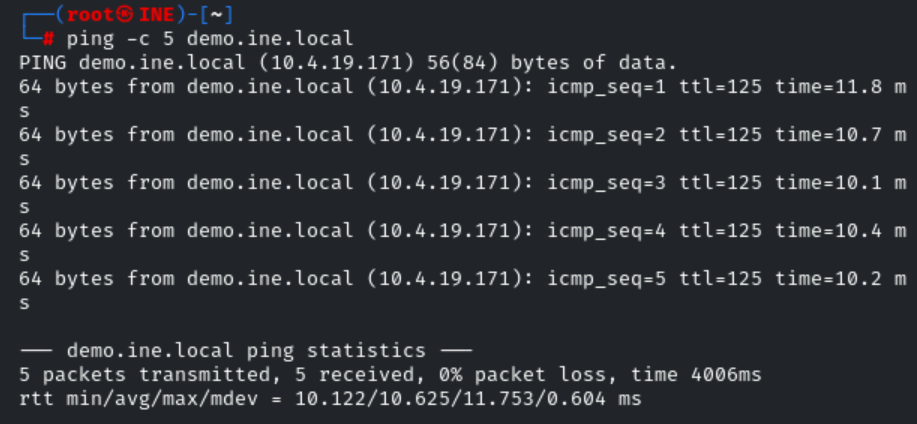 ┌──(root㉿INE)-[~]
└─# ping -c 5 demo.ine.local
PING demo.ine.local (10.4.19.171) 56(84) bytes of data.
64 bytes from demo.ine.local (10.4.19.171): icmp_seq=1 ttl=125 time=11.8 m
s
64 bytes from demo.ine.local (10.4.19.171): icmp_seq=2 ttl=125 time=10.7 m
s
64 bytes from demo.ine.local (10.4.19.171): icmp_seq=3 ttl=125 time=10.1 m
s
64 bytes from demo.ine.local (10.4.19.171): icmp_seq=4 ttl=125 time=10.4 m
s
64 bytes from demo.ine.local (10.4.19.171): icmp_seq=5 ttl=125 time=10.2 m
s
--- demo.ine.local ping statistics ---
5 packets transmitted, 5 received, 0% packet loss, time 4006ms
rtt min/avg/max/mdev = 10.122/10.625/11.753/0.604 ms